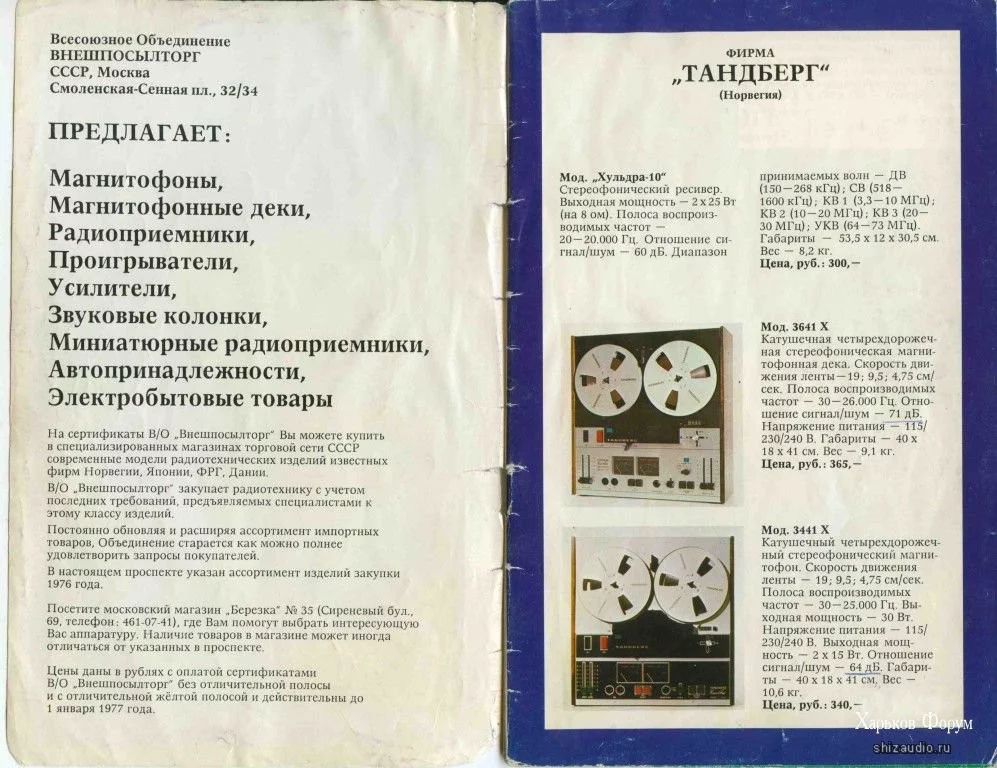 Всесоюзное Объединение
ВНЕШПОСЫЛТОРГ
СССР, Москва
Смоленская-Сенная пл., 32/34
ПРЕДЛАГАЕТ:
Магнитофоны,
Магнитофонные деки,
Радиоприемники,
Проигрыватели,
Усилители,
Звуковые колонки,
Миниатюрные радиоприемники,
Автопринадлежности,
Электробытовые товары
На сертификаты В/О „Внешпосылторг“ Вы можете купить
в специализированных магазинах торговой сети СССР
современные модели радиотехнических изделий известных
фирм Норвегии, Японии, ФРГ, Дании.
В/О „Внешпосылторг“ закупает радиотехнику с учетом
последних требований, предъявляемых специалистами к
этому классу изделий.
Постоянно обновляя и расширяя ассортимент импортных
товаров, Объединение старается как можно полнее
удовлетворить запросы покупателей.
В настоящем проспекте указан ассортимент изделий закупки
1976 года.
Посетите московский магазин „Березка“ № 35 (Сиреневый бул.,
69, телефон: 461-07-41), где Вам помогут выбрать интересующую
Вас аппаратуру. Наличие товаров в магазине может иногда
отличаться от указанных в проспекте.
Цены даны в рублях с оплатой сертификатами
В/О „Внешпосылторг“ без отличительной полосы
и с отличительной жёлтой полосой и действительны до
1 января 1977 года.
ФИРМА
„ТАНДБЕРГ“
(Норвегия)
Мод. „Хульдра-10“
Стереофонический ресивер.
Выходная мощность — 2 x 25 Вт
(на 8 ом). Полоса воспроиз-
водимых частот —
20—20.000 Гц. Отношение си-
гнал/шум — 60 дБ. Диапазон
принимаемых волн — ДВ
(150—268 кГц); СВ (518—
1600 кГц); КВ 1 (3,3—10 МГц);
КВ 2 (10—20 МГц); КВ 3 (20—
30 МГц); УКВ (64—73 МГц).
Габариты — 53,5 x 12 x 30,5 см.
Вес — 8,2 кг.
Цена, руб.: 300,—
Мод. 3641 X
Катушечная четырехдорожеч-
ная стереофоническая магни-
тофонная дека. Скорость дви-
жения ленты—19; 9,5; 4,75 см/
сек. Полоса воспроизводимых
частот — 30—26.000 Гц. Отно-
шение сигнал/шум — 71 дБ.
Напряжение питания — 115/
230/240 В. Габариты — 40 x
18 x 41 см. Вес — 9,1 кг.
Цена, руб.: 365,—
TANDBERG
Мод. 3441 X
Катушечный четырехдорожеч-
ный стереофонический магни-
тофон. Скорость движения
ленты — 19; 9,5; 4,75 см/сек.
Полоса воспроизводимых
частот — 30—25.000 Гц. Вы-
ходная мощность — 30 Вт.
Напряжение питания — 115/
230/240 В. Выходная мощ-
ность — 2 x 15 Вт. Отношение
сигнал/шум — 64 дБ. Габари-
ты — 40 x 18 x 41 см. Вес —
10,6 кг.
Цена, руб.: 340,—
TANDBERG
Харьков Форум
shizaudio.ru